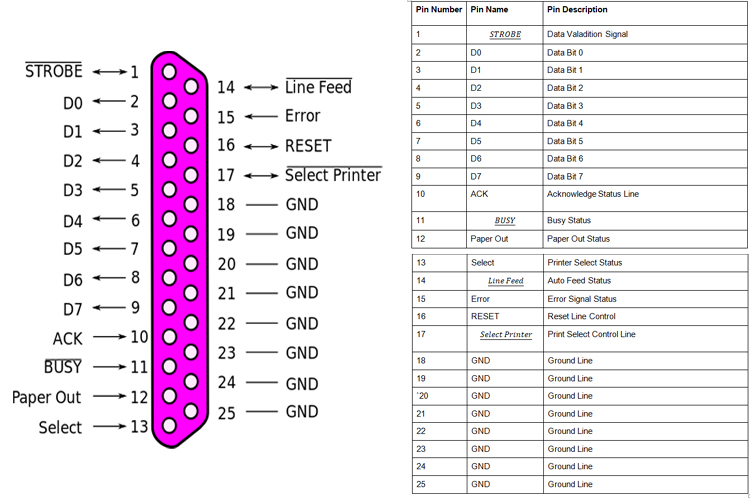 STROBE 1
D0 2
D1 3
D2 4
D3 5
D4 6
D5 7
D6 8
D7 9
ACK 10
BUSY 11
Paper Out 12
Select 13
14 Line Feed
15 Error
16 RESET
17 Select Printer
18 GND
19 GND
20 GND
21 GND
22 GND
23 GND
24 GND
25 GND
Pin Number Pin Name Pin Description
1 STROBE Data Valadition Signal
2 D0 Data Bit 0
3 D1 Data Bit 1
4 D2 Data Bit 2
5 D3 Data Bit 3
6 D4 Data Bit 4
7 D5 Data Bit 5
8 D6 Data Bit 6
9 D7 Data Bit 7
10 ACK Acknowledge Status Line
11 BUSY Busy Status
12 Paper Out Paper Out Status
13 Select Printer Select Status
14 Line Feed Auto Feed Status
15 Error Error Signal Status
16 RESET Reset Line Control
17 Select Printer Print Select Control Line
18 GND Ground Line
19 GND Ground Line
`20 GND Ground Line
21 GND Ground Line
22 GND Ground Line
23 GND Ground Line
24 GND Ground Line
25 GND Ground Line